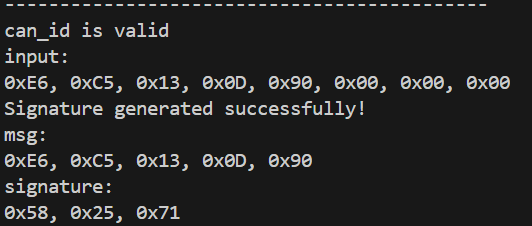 --------------------------------------------
can_id is valid
input:
0xE6, 0xC5, 0x13, 0x0D, 0x90, 0x00, 0x00, 0x00
Signature generated successfully!
msg:
0xE6, 0xC5, 0x13, 0x0D, 0x90
signature:
0x58, 0x25, 0x71